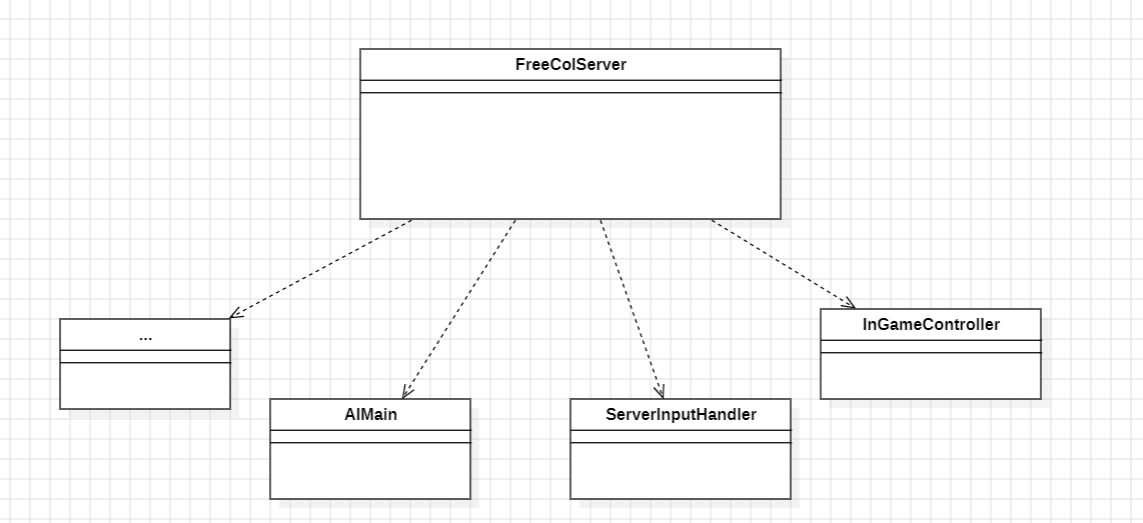 FreeColServer
InGameController
...
AIMain
ServerInputHandler